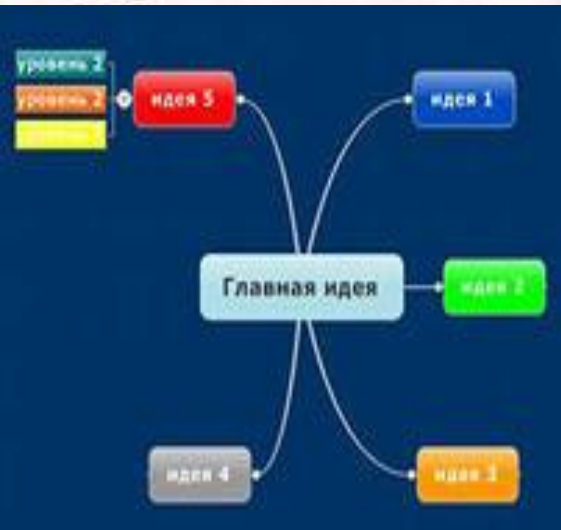 уровень 2
уровень 2
идея 5
идея 1
Главная идея
идея 2
идея 4
идея 3